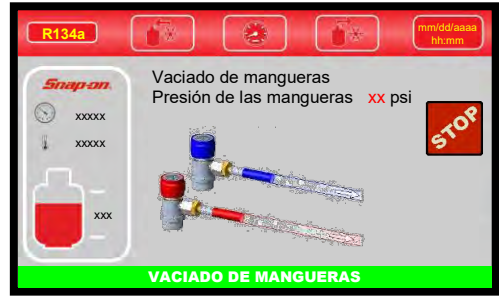 R134a
mm/dd/aaaa
hh:mm
Snap-on
xxxxx
xxxxx
xxx
Vaciado de mangueras
Presión de las mangueras xx psi
STOP
VACIADO DE MANGUERAS